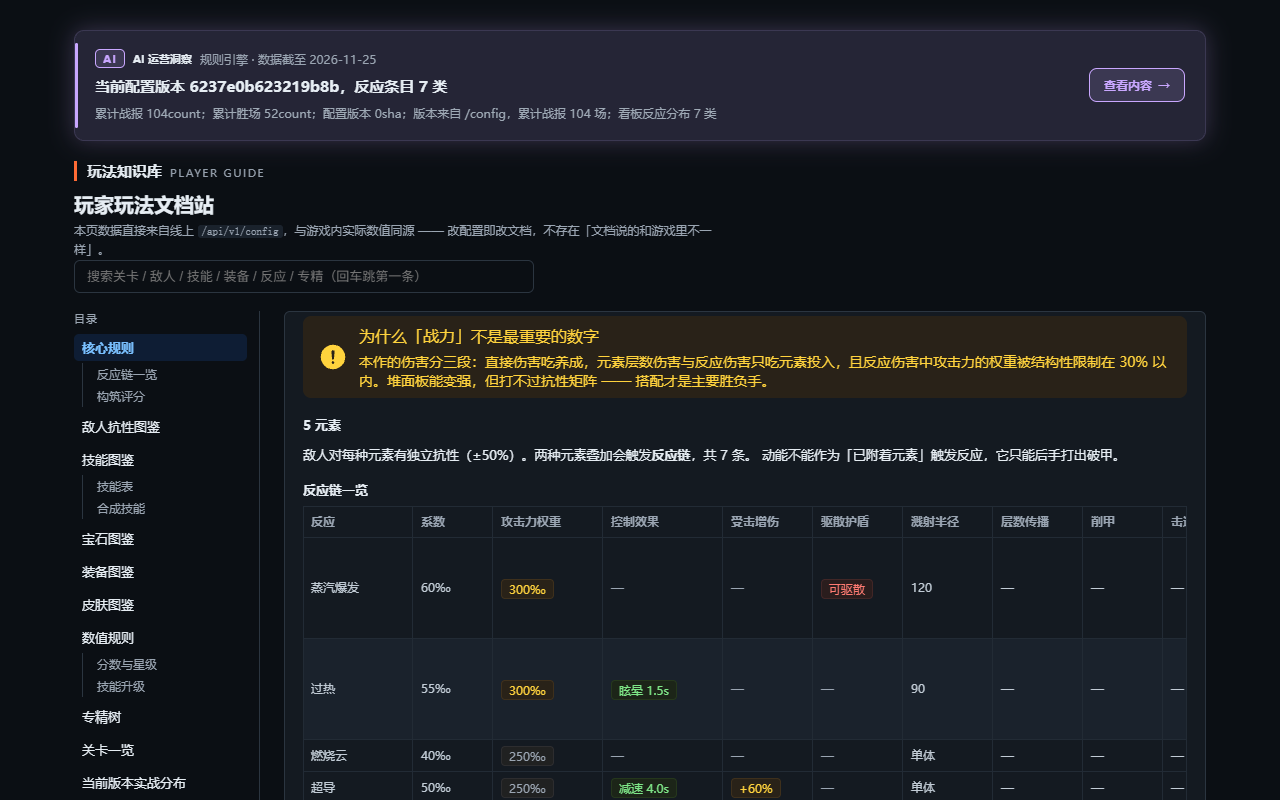 AI AI 运营洞察 规则引擎 · 数据截至 2026-11-25
当前配置版本 6237e0b623219b8b，反应条目 7 类
累计战报 104count；累计胜场 52count；配置版本 0sha；版本来自 /config，累计战报 104 场；看板反应分布 7 类
查看内容 →
玩法知识库 PLAYER GUIDE
玩家玩法文档站
本页数据直接来自线上 /api/v1/config，与游戏内实际数值同源 —— 改配置即改文档，不存在「文档说的和游戏里不一
样」。
搜索关卡 / 敌人 / 技能 / 装备 / 反应 / 专精（回车跳第一条）
目录
核心规则
反应链一览
构筑评分
敌人抗性图鉴
技能图鉴
技能表
合成技能
宝石图鉴
装备图鉴
皮肤图鉴
数值规则
分数与星级
技能升级
专精树
关卡一览
当前版本实战分布
为什么「战力」不是最重要的数字
本作的伤害分三段：直接伤害吃养成，元素层数伤害与反应伤害只吃元素投入，且反应伤害中攻击力的权重被结构性限制在 30% 以
内。堆面板能变强，但打不过抗性矩阵 —— 搭配才是主要胜负手。
5 元素
敌人对每种元素有独立抗性（±50%）。两种元素叠加会触发反应链，共 7 条。 动能不能作为「已附着元素」触发反应，它只能后手打出破甲。
反应链一览
反应 系数 攻击力权重 控制效果 受击增伤 驱散护盾 溅射半径 层数传播 削甲 击
蒸汽爆发 60‰ 300‰ — — 可驱散 120 — — —
过热 55‰ 300‰ 眩晕 1.5s — — 90 — — —
燃烧云 40‰ 250‰ — — — 单体 — — —
超导 50‰ 250‰ 减速 4.0s +60% — 单体 — — —